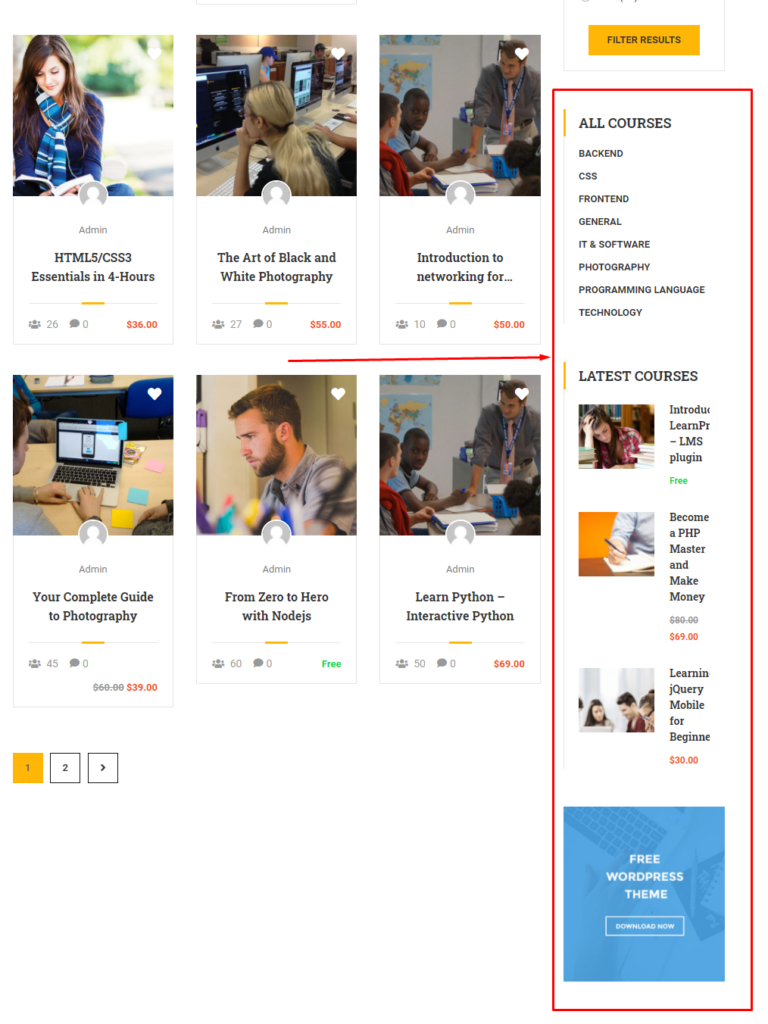 FILTER RESULTS
Admin
HTML5/CSS3
Essentials in 4-Hours
26 0 $36.00
Admin
The Art of Black and
White Photography
27 0 $55.00
Admin
Introduction to
networking for...
10 0 $50.00
Admin
Your Complete Guide
to Photography
45 0
$60.00 $39.00
Admin
From Zero to Hero
with Nodejs
60 0 Free
Admin
Learn Python –
Interactive Python
50 0 $69.00
1 2
ALL COURSES
BACKEND
CSS
FRONTEND
GENERAL
IT & SOFTWARE
PHOTOGRAPHY
PROGRAMMING LANGUAGE
TECHNOLOGY
LATEST COURSES
Introduc
LearnPr
– LMS
plugin
Free
Become
a PHP
Master
and
Make
Money
$80.00
$69.00
Learnin
jQuery
Mobile
for
Beginne
$30.00
FREE
WORDPRESS
THEME
DOWNLOAD NOW